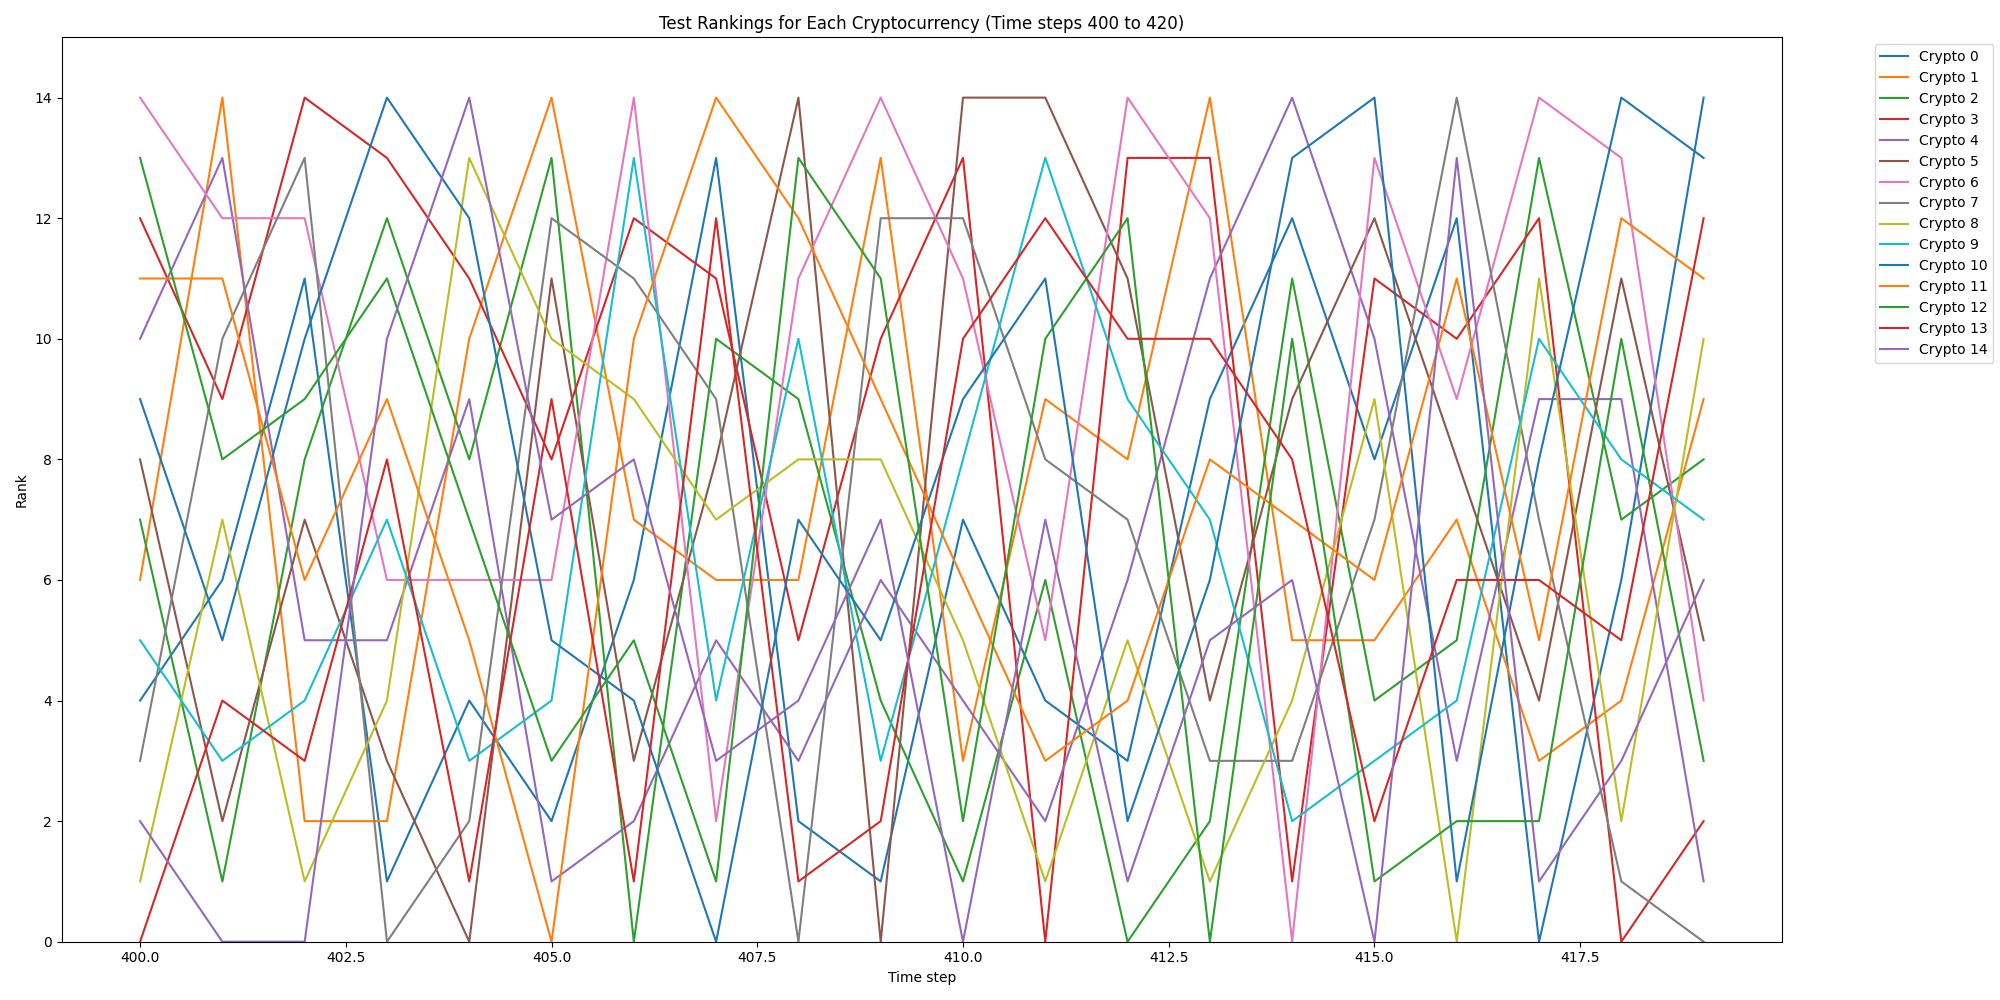 Test Rankings for Each Cryptocurrency (Time steps 400 to 420)
Crypto 0
Crypto 1
Crypto 2
Crypto 3
Crypto 4
Crypto 5
Crypto 6
Crypto 7
Crypto 8
Crypto 9
Crypto 10
Crypto 11
Crypto 12
Crypto 13
Crypto 14
Rank
14
12
10
8
6
4
2
0
400.0 402.5 405.0 407.5 410.0 412.5 415.0 417.5
Time step